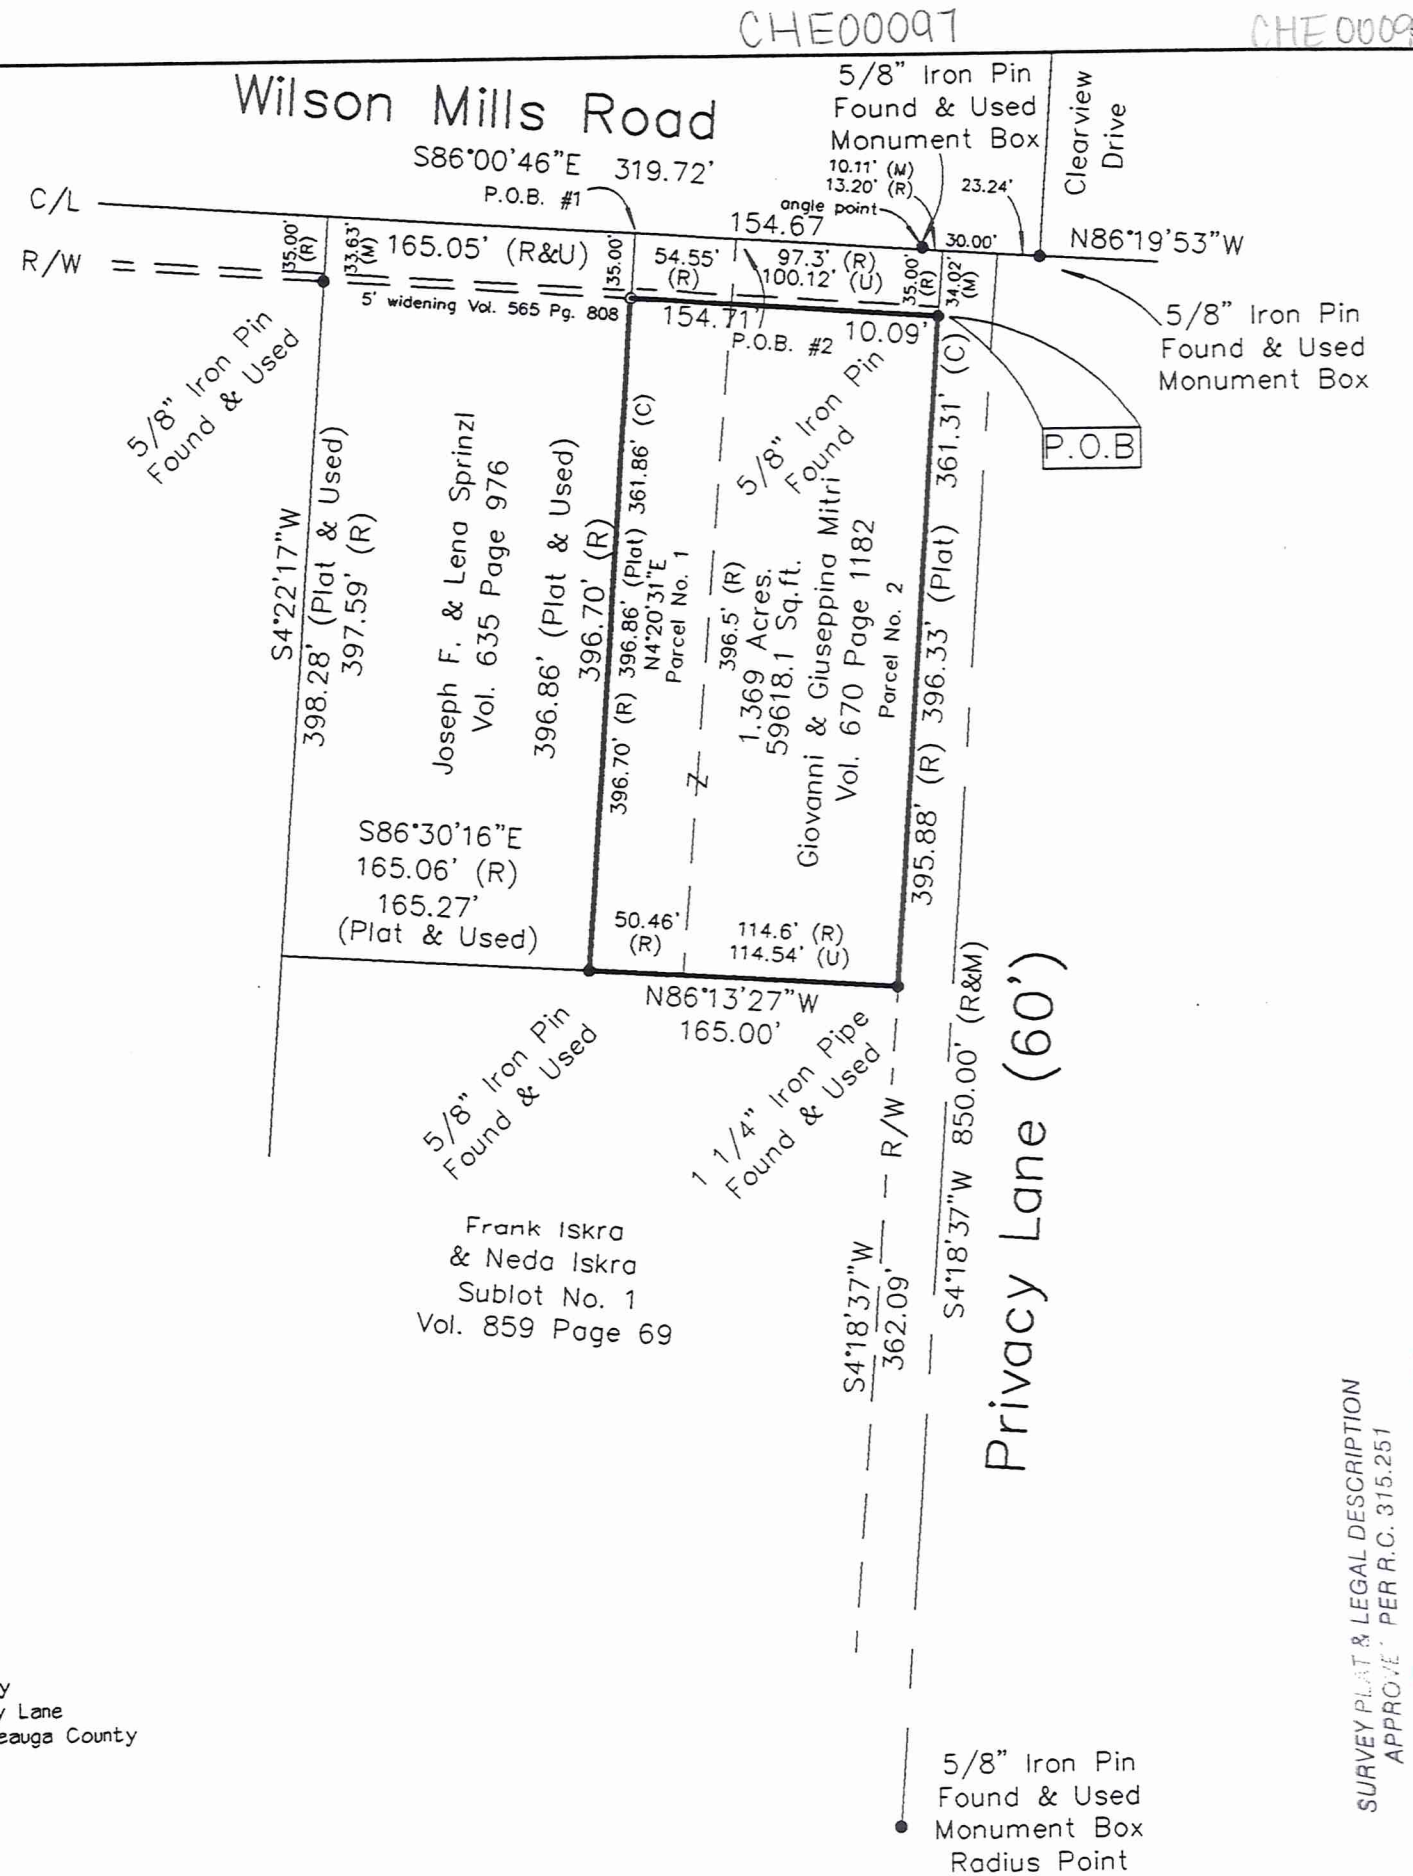 CHE00097
CHE0009
Wilson Mills Road
S86°00'46"E 319.72'
P.O.B. #1
5/8" Iron Pin
Found & Used
Monument Box
10.11' (M)
13.20' (R)
angle point
23.24'
Clearview
Drive
C/L
R/W
35.00'
(R)
33.63'
(M)
165.05' (R&U)
35.00'
154.67
54.55'
(R)
97.3' (R)
100.12' (U)
35.00'
(R)
30.00'
34.02'
(M)
N86°19'53"W
5' widening Vol. 565 Pg. 808
154.71'
P.O.B. #2
10.09'
5/8" Iron Pin
Found & Used
Monument Box
P.O.B
5/8" Iron Pin
Found & Used
5/8" Iron Pin
Found
S4°22'17"W
398.28' (Plat & Used)
397.59' (R)
Joseph F. & Lena Sprinzl
Vol. 635 Page 976
396.86' (Plat & Used)
396.70' (R)
396.70' (R) 396.86' (Plat) 361.86' (C)
N4°20'31"E
Parcel No. 1
Z
396.5' (R)
1.369 Acres.
59618.1 Sq.ft.
Giovanni & Giuseppina Mitri
Vol. 670 Page 1182
Parcel No. 2
395.88' (R) 396.33' (Plat) 361.31' (C)
S86°30'16"E
165.06' (R)
165.27'
(Plat & Used)
50.46'
(R)
114.6' (R)
114.54' (U)
N86°13'27"W
165.00'
5/8" Iron Pin
Found & Used
1 1/4" Iron Pipe
Found & Used
R/W
S4°18'37"W
362.09'
S4°18'37"W 850.00' (R&M)
Privacy Lane (60')
Frank Iskra
& Neda Iskra
Sublot No. 1
Vol. 859 Page 69
y
y Lane
eauga County
5/8" Iron Pin
Found & Used
Monument Box
Radius Point
SURVEY PLAT & LEGAL DESCRIPTION
APPROVE PER R.C. 315.251